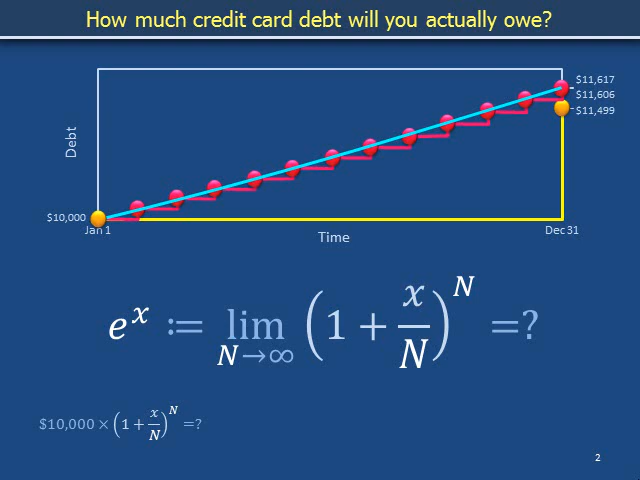 How much credit card debt will you actually owe?
$11,617
$11,606
$11,499
Debt
$10,000
Jan 1
Time
Dec 31
e^x := lim_{N→∞} (1 + x/N)^N =?
$10,000 × (1 + x/N)^N =?
2